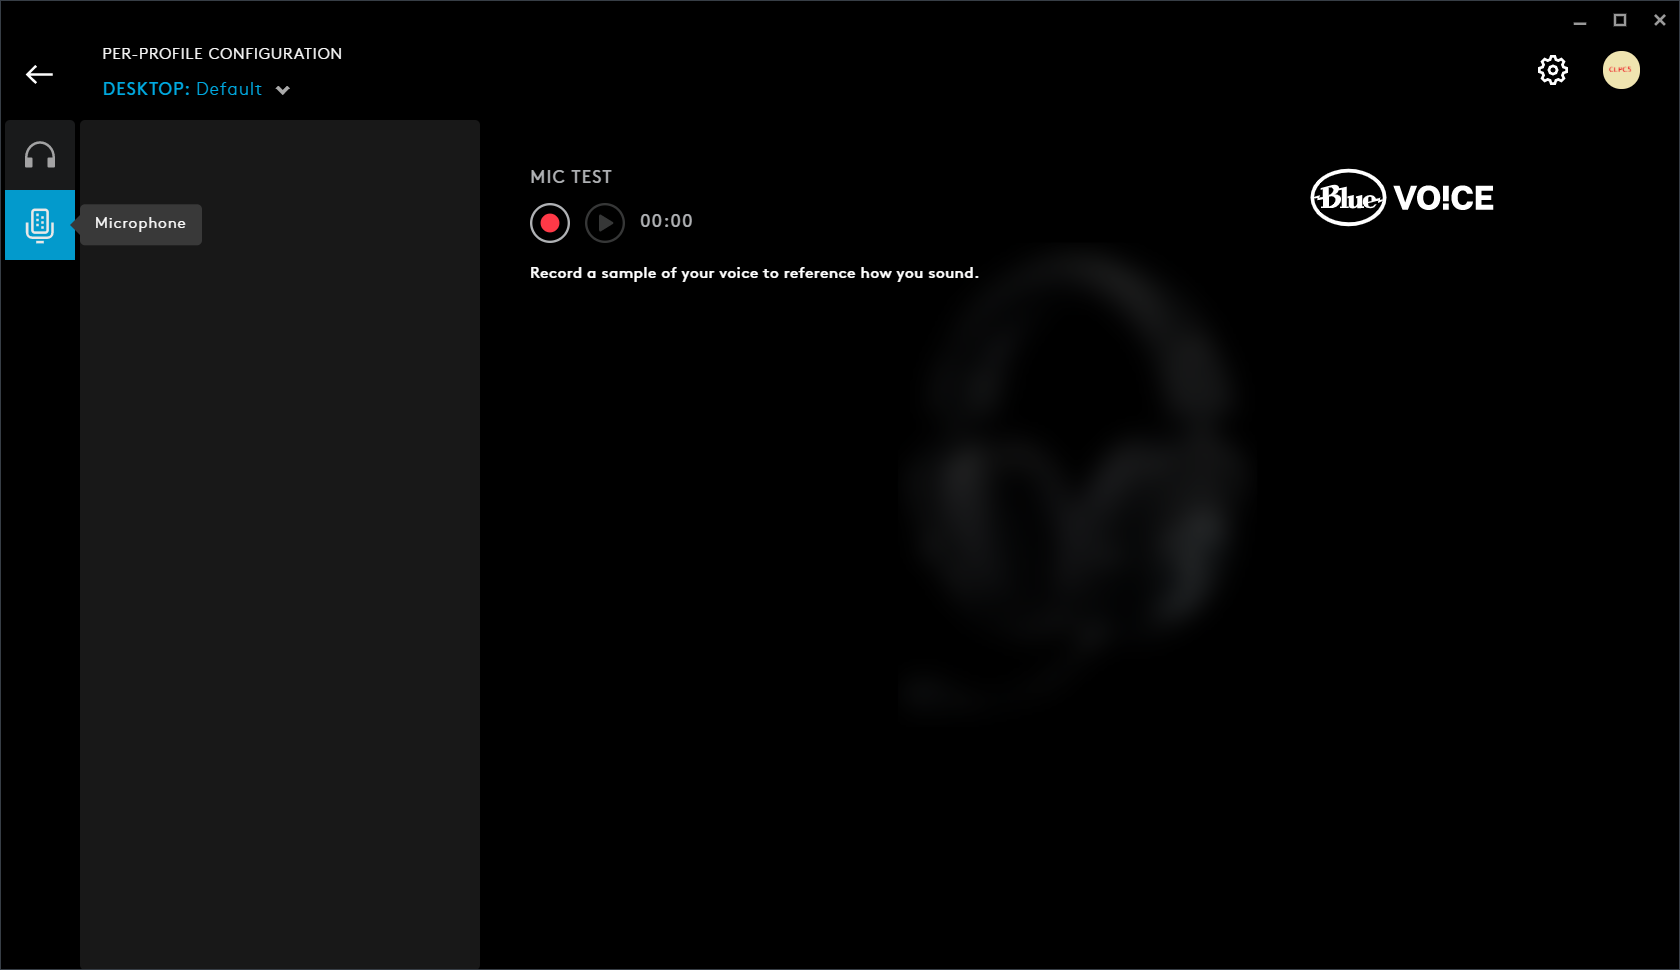 PER-PROFILE CONFIGURATION
DESKTOP: Default
CLPCS
Microphone
MIC TEST
00:00
Record a sample of your voice to reference how you sound.
Blue VO!CE